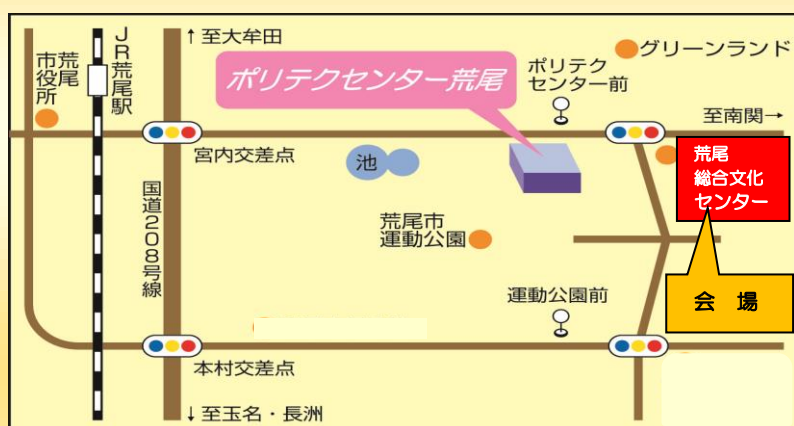 ↑至大牟田
JR荒尾駅
荒尾
市役所
ポリテクセンター荒尾
ポリテク
センター前
グリーンランド
至南関→
宮内交差点
池
荒尾
総合文化
センター
国道208号線
荒尾市
運動公園
会 場
運動公園前
本村交差点
↓至玉名・長洲